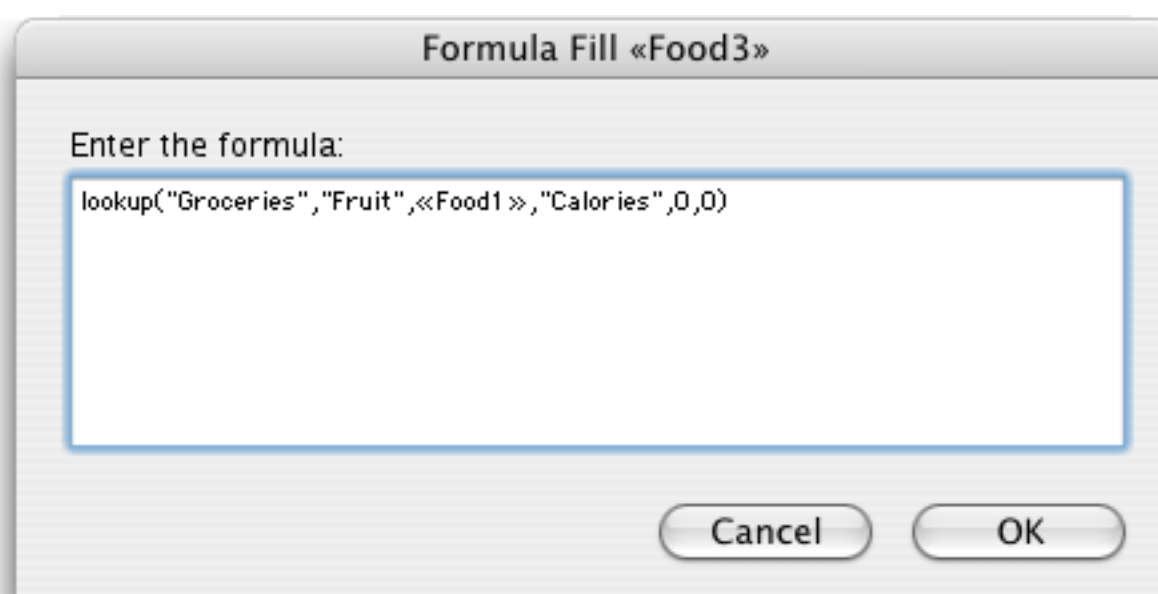 Formula Fill «Food3»
Enter the formula:
lookup("Groceries","Fruit",«Food1»,"Calories",0,0)
Cancel OK